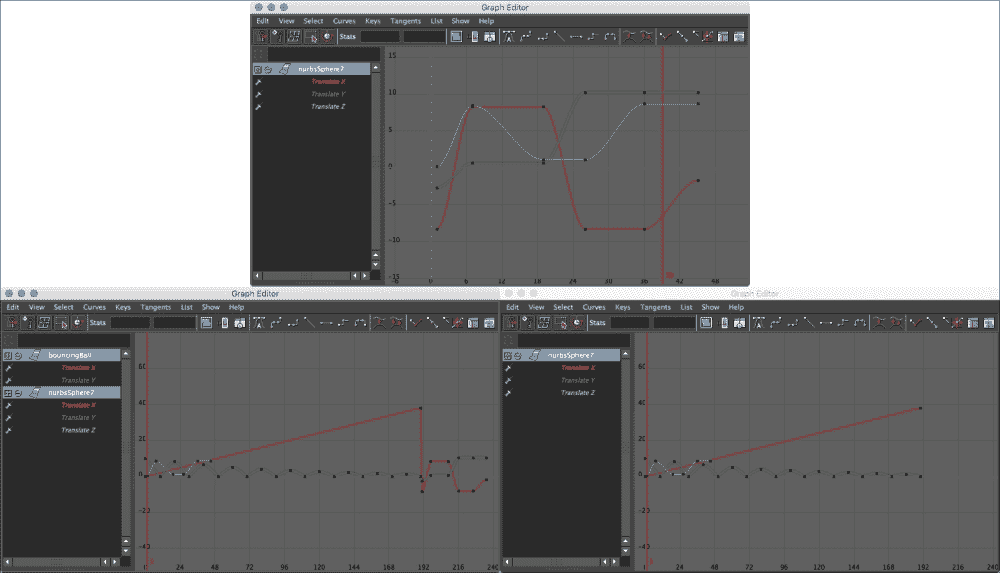 Graph Editor
Edit View Select Curves Keys Tangents List Show Help
Stats
nurbsSphere7
Translate X
Translate Y
Translate Z
15
10
5
0
-5
-10
-15
-6 0 6 12 18 24 30 36 42 48
Graph Editor
Edit View Select Curves Keys Tangents List Show Help
Stats
bouncingBall
Translate X
Translate Y
nurbsSphere7
Translate X
Translate Y
Translate Z
60
40
20
0
-20
-40
24 48 72 96 120 144 168 192 216 240
Graph Editor
Edit View Select Curves Keys Tangents List Show Help
Stats
nurbsSphere7
Translate X
Translate Y
Translate Z
60
40
20
0
-20
-40
24 48 72 96 120 144 168 192 216 240